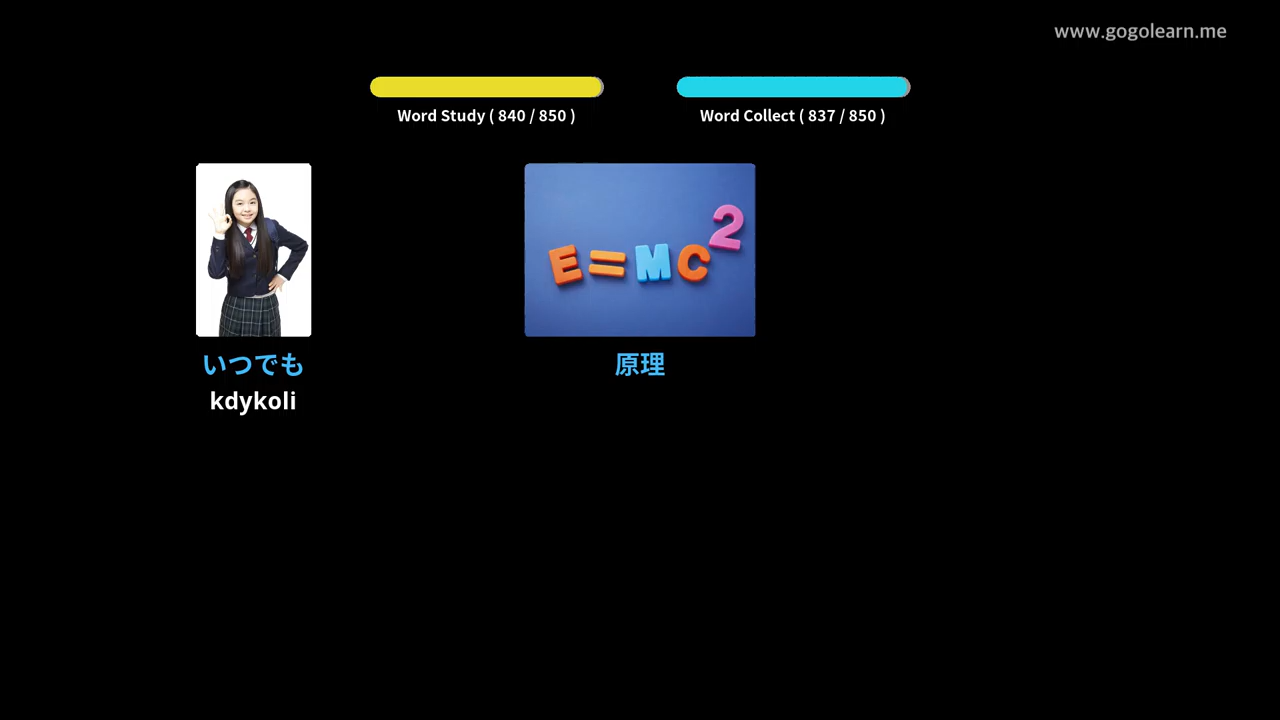 www.gogolearn.me
Word Study ( 840 / 850 )
Word Collect ( 837 / 850 )
E=MC2
いつでも
原理
kdykoli